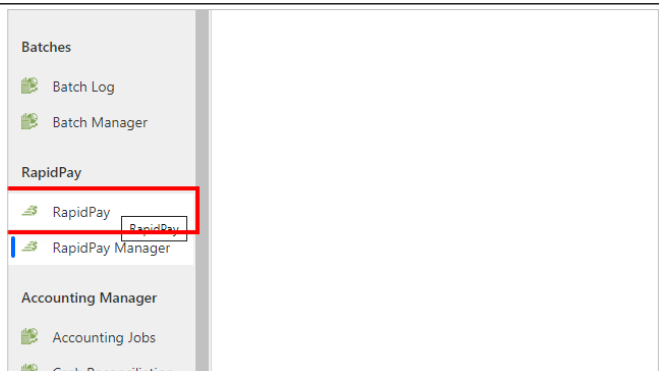 Batches
Batch Log
Batch Manager
RapidPay
RapidPay
RapidPay
RapidPay Manager
Accounting Manager
Accounting Jobs